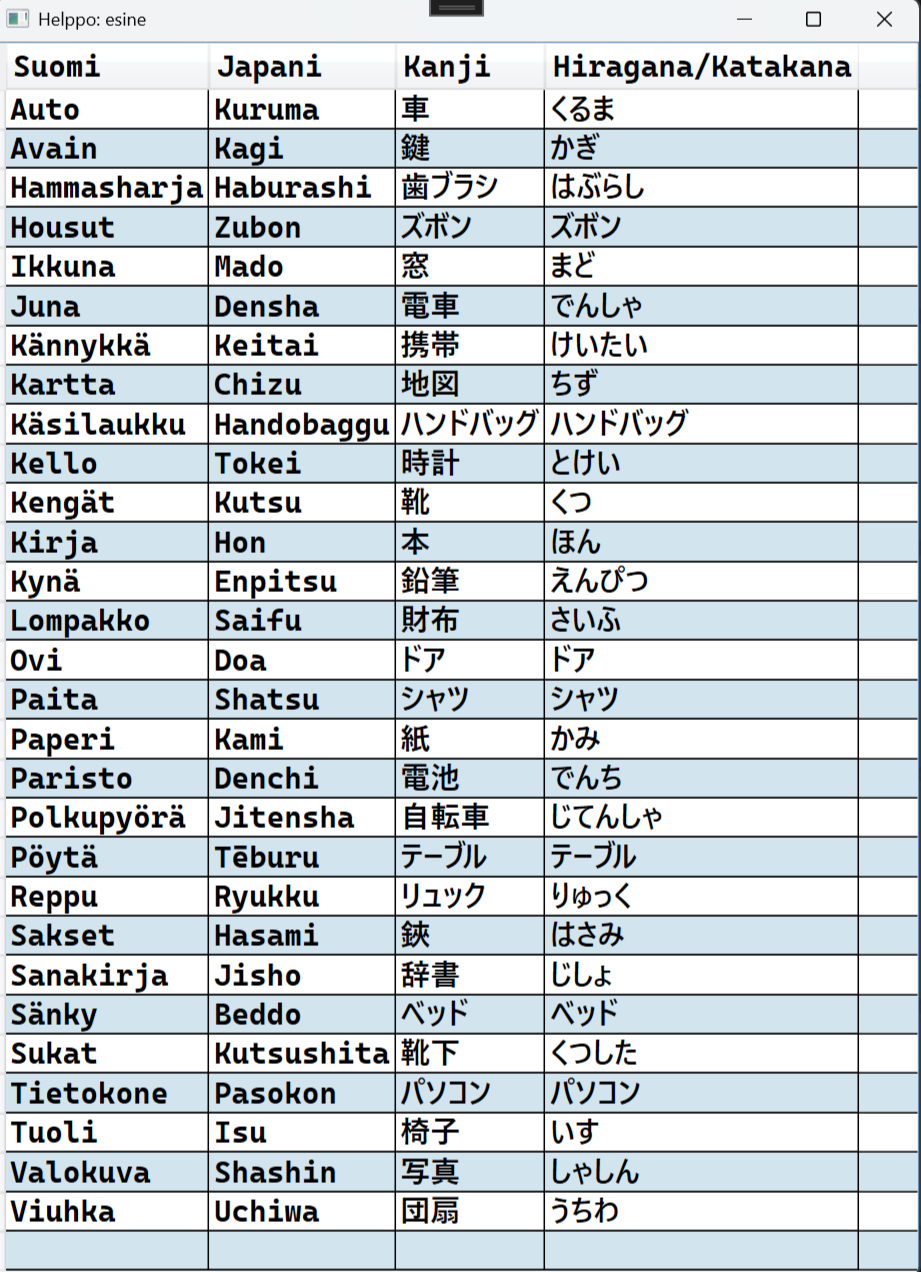 Helppo: esine
Suomi Japani Kanji Hiragana/Katakana
Auto Kuruma 車 くるま
Avain Kagi 鍵 かぎ
Hammasharja Haburashi 歯ブラシ はぶらし
Housut Zubon ズボン ズボン
Ikkuna Mado 窓 まど
Juna Densha 電車 でんしゃ
Kännykkä Keitai 携帯 けいたい
Kartta Chizu 地図 ちず
Käsilaukku Handobaggu ハンドバッグ ハンドバッグ
Kello Tokei 時計 とけい
Kengät Kutsu 靴 くつ
Kirja Hon 本 ほん
Kynä Enpitsu 鉛筆 えんぴつ
Lompakko Saifu 財布 さいふ
Ovi Doa ドア ドア
Paita Shatsu シャツ シャツ
Paperi Kami 紙 かみ
Paristo Denchi 電池 でんち
Polkupyörä Jitensha 自転車 じてんしゃ
Pöytä Tēburu テーブル テーブル
Reppu Ryukku リュック りゅっく
Sakset Hasami 鋏 はさみ
Sanakirja Jisho 辞書 じしょ
Sänky Beddo ベッド ベッド
Sukat Kutsushita 靴下 くつした
Tietokone Pasokon パソコン パソコン
Tuoli Isu 椅子 いす
Valokuva Shashin 写真 しゃしん
Viuhka Uchiwa 団扇 うちわ